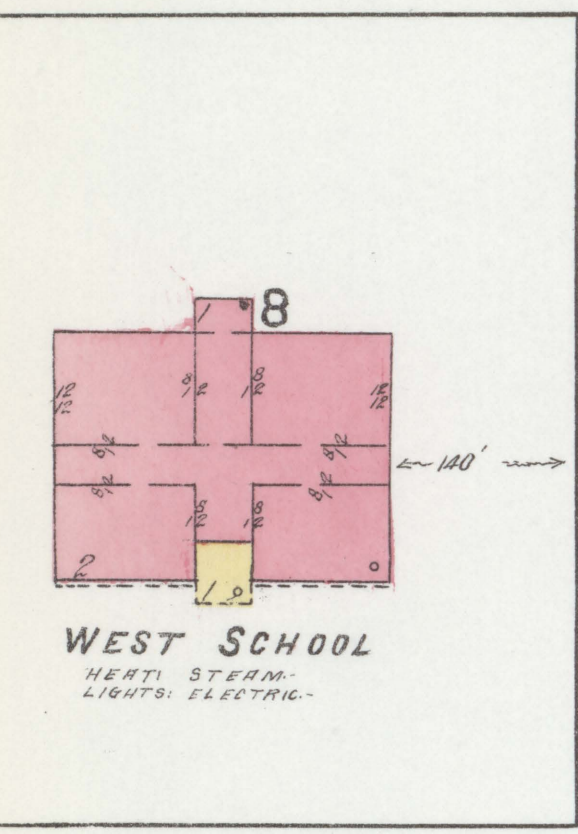 1 8
8 8
12 12 12 12
12 12
8/12 8/12
140'
8/12 8/12
8 8
12 12
2
1
WEST SCHOOL
HEAT: STEAM.-
LIGHTS: ELECTRIC.-